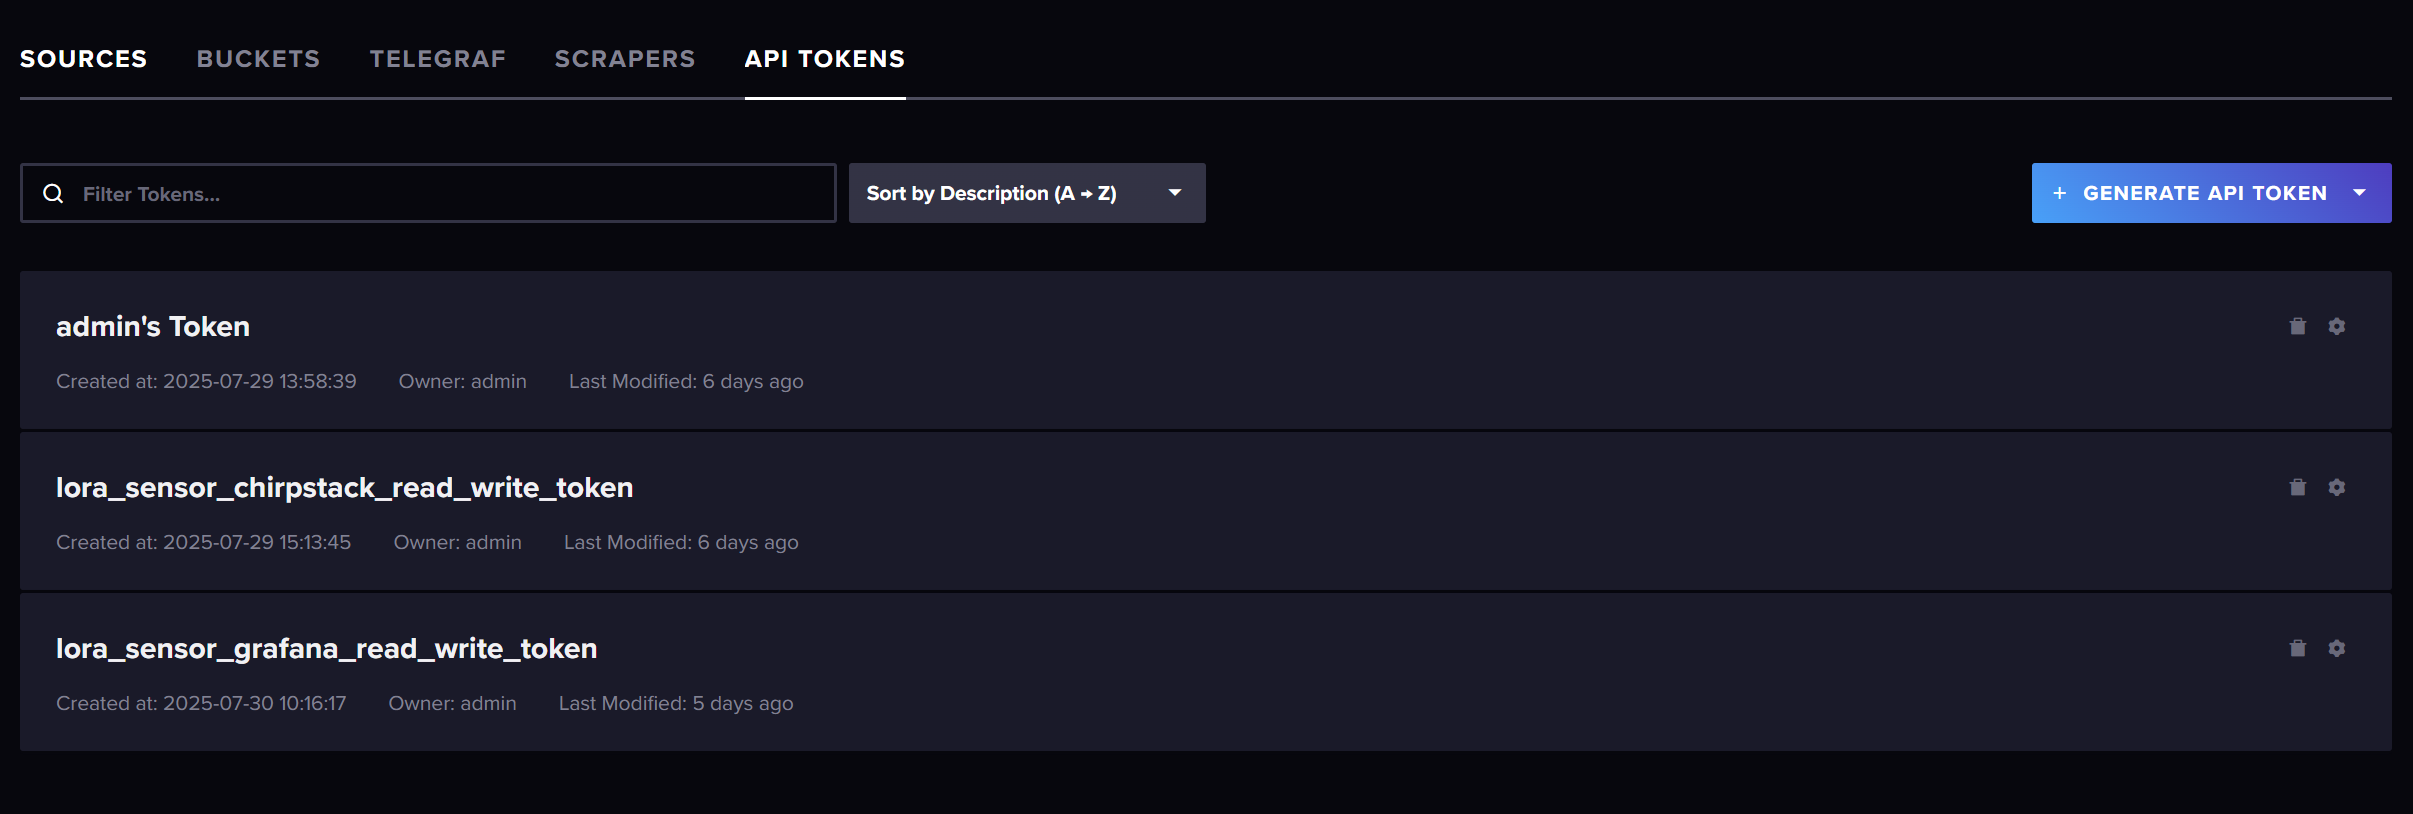 SOURCES BUCKETS TELEGRAF SCRAPERS API TOKENS
Filter Tokens... Sort by Description (A → Z) + GENERATE API TOKEN
admin's Token
Created at: 2025-07-29 13:58:39 Owner: admin Last Modified: 6 days ago
lora_sensor_chirpstack_read_write_token
Created at: 2025-07-29 15:13:45 Owner: admin Last Modified: 6 days ago
lora_sensor_grafana_read_write_token
Created at: 2025-07-30 10:16:17 Owner: admin Last Modified: 5 days ago